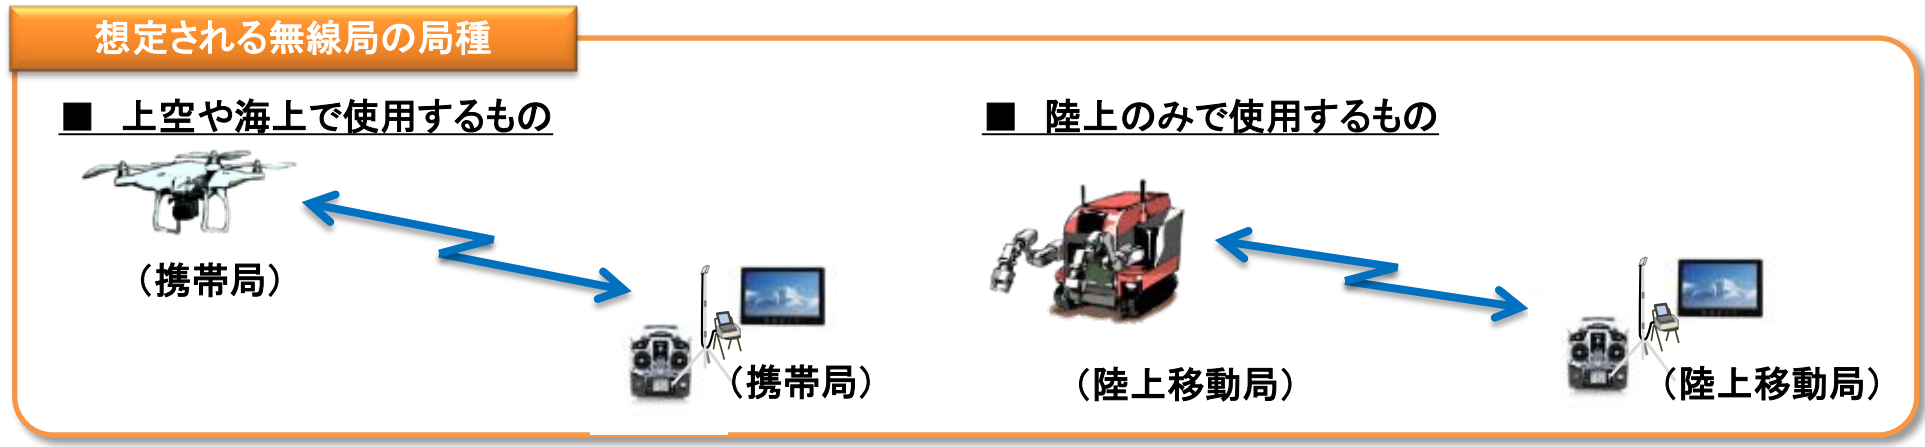 想定される無線局の局種
■ 上空や海上で使用するもの
（携帯局）
（携帯局）
■ 陸上のみで使用するもの
（陸上移動局）
（陸上移動局）